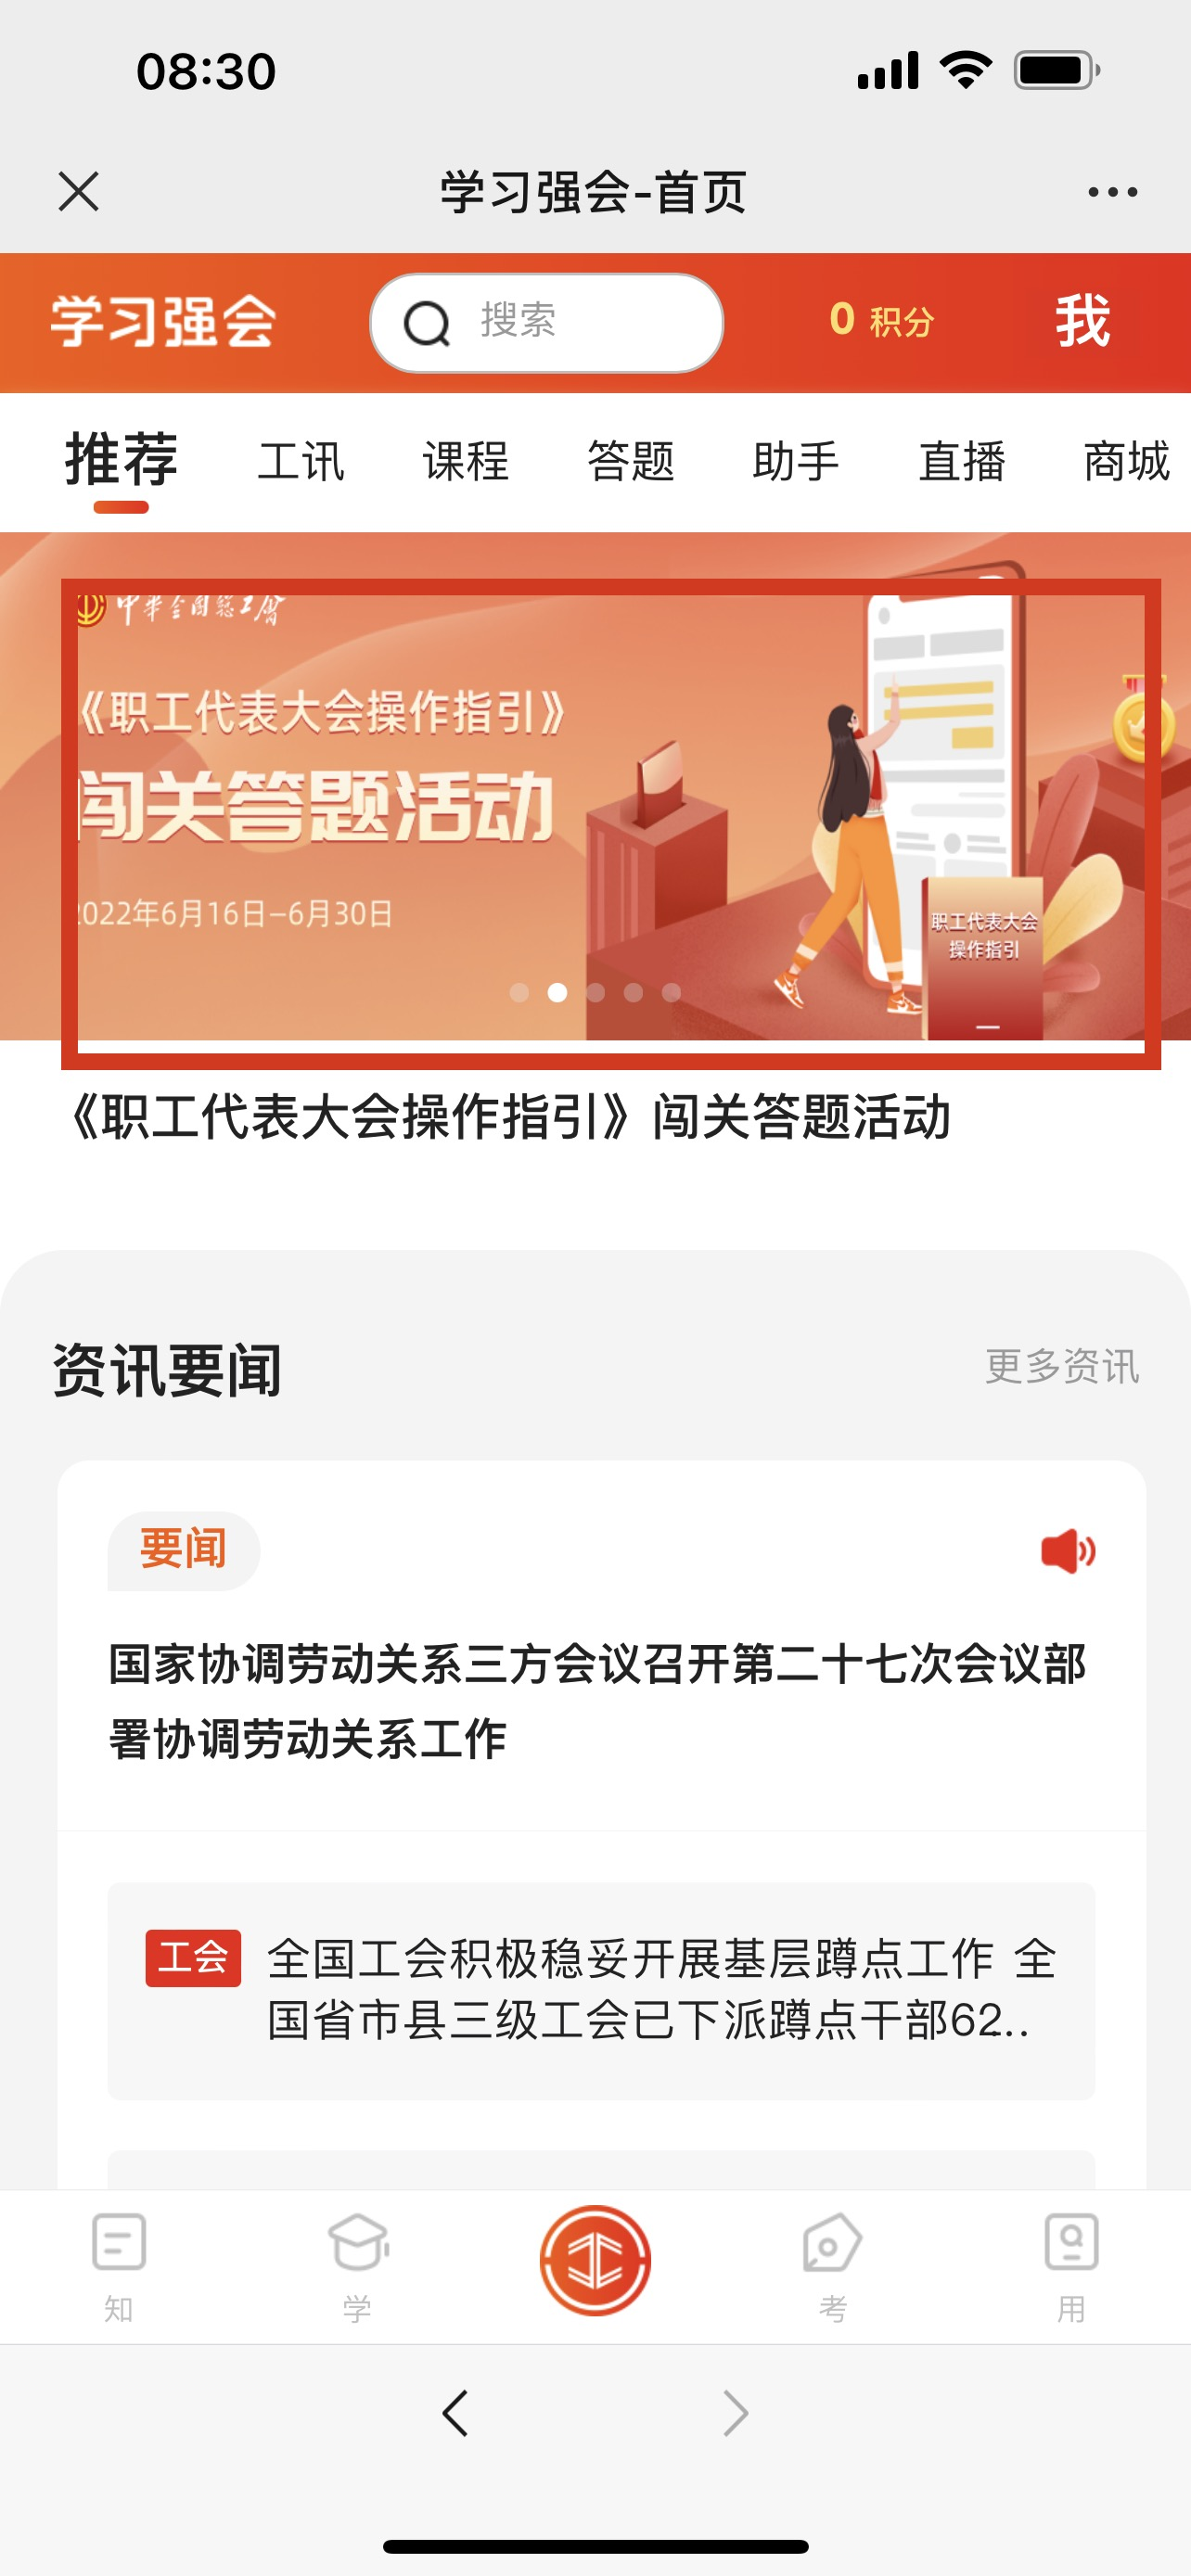 08:30
学习强会-首页
学习强会
搜索
0 积分
我
推荐
工讯
课程
答题
助手
直播
商城
中华全国总工会
《职工代表大会操作指引》
闯关答题活动
2022年6月16日-6月30日
职工代表大会
操作指引
《职工代表大会操作指引》闯关答题活动
资讯要闻
更多资讯
要闻
国家协调劳动关系三方会议召开第二十七次会议部
署协调劳动关系工作
工会
全国工会积极稳妥开展基层蹲点工作 全
国省市县三级工会已下派蹲点干部62..
知
学
考
用